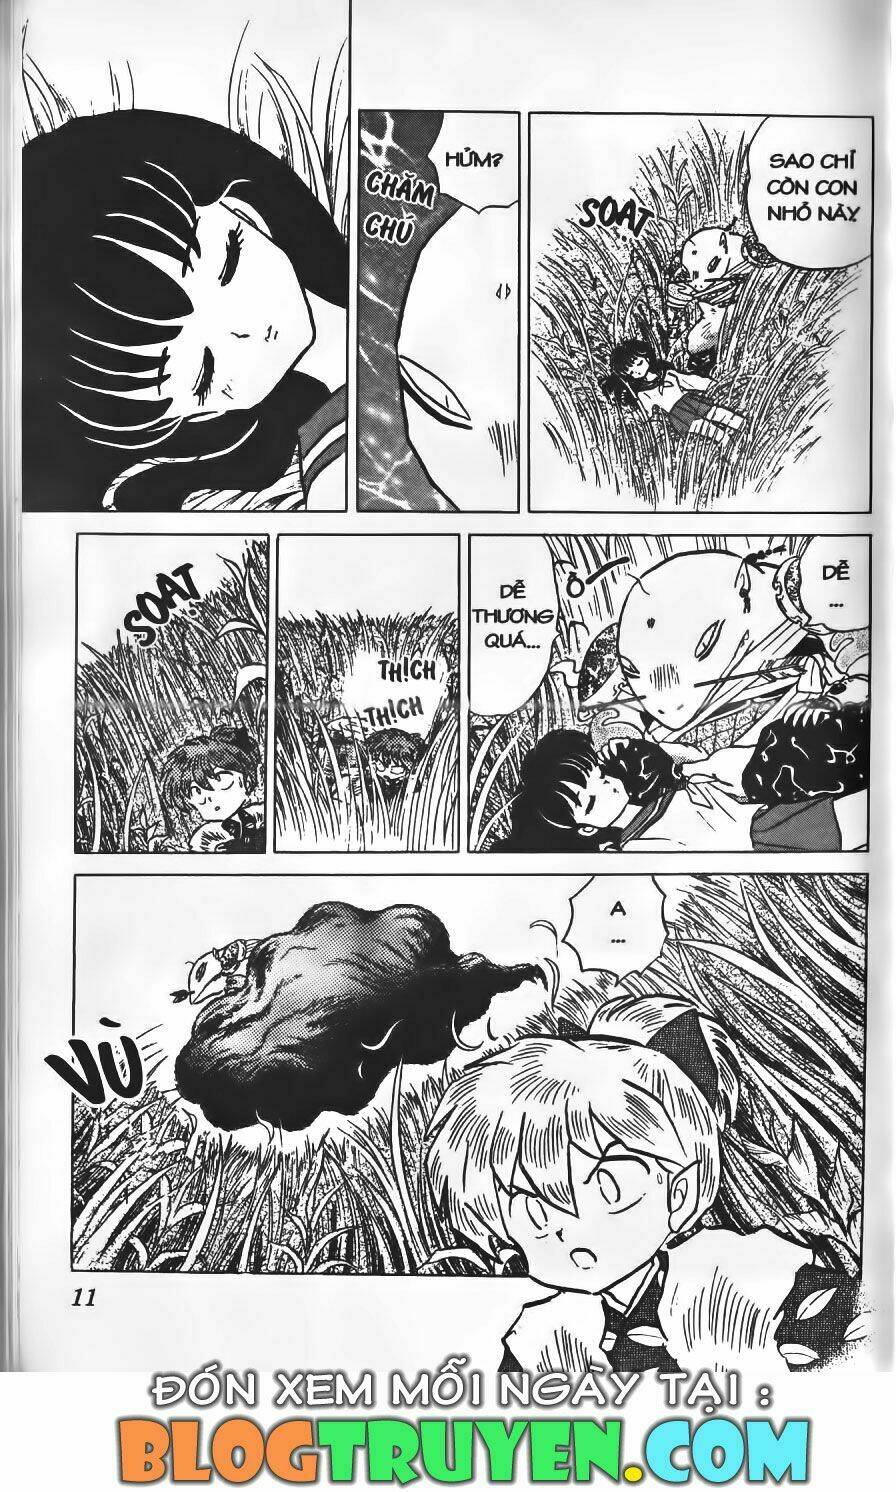 SAO CHỈ
CÒN CON
NHỎ NÀY.
SOẠT
HỬM?
CHĂM
CHÚ
DỄ
...
Ồ
DỄ
THƯƠNG
QUÁ...
THỊCH
THỊCH
SOẠT
A
...
VÙ
11
ĐÓN XEM MỖI NGÀY TẠI :
BLOGTRUYEN.COM